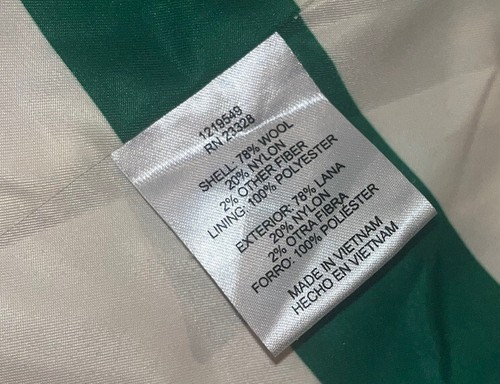 1219549
RN 23328
SHELL: 78% WOOL
20% NYLON
2% OTHER FIBER
LINING: 100% POLYESTER
EXTERIOR: 78% LANA
20% NYLON
2% OTRA FIBRA
FORRO: 100% POLIÉSTER
MADE IN VIETNAM
HECHO EN VIETNAM